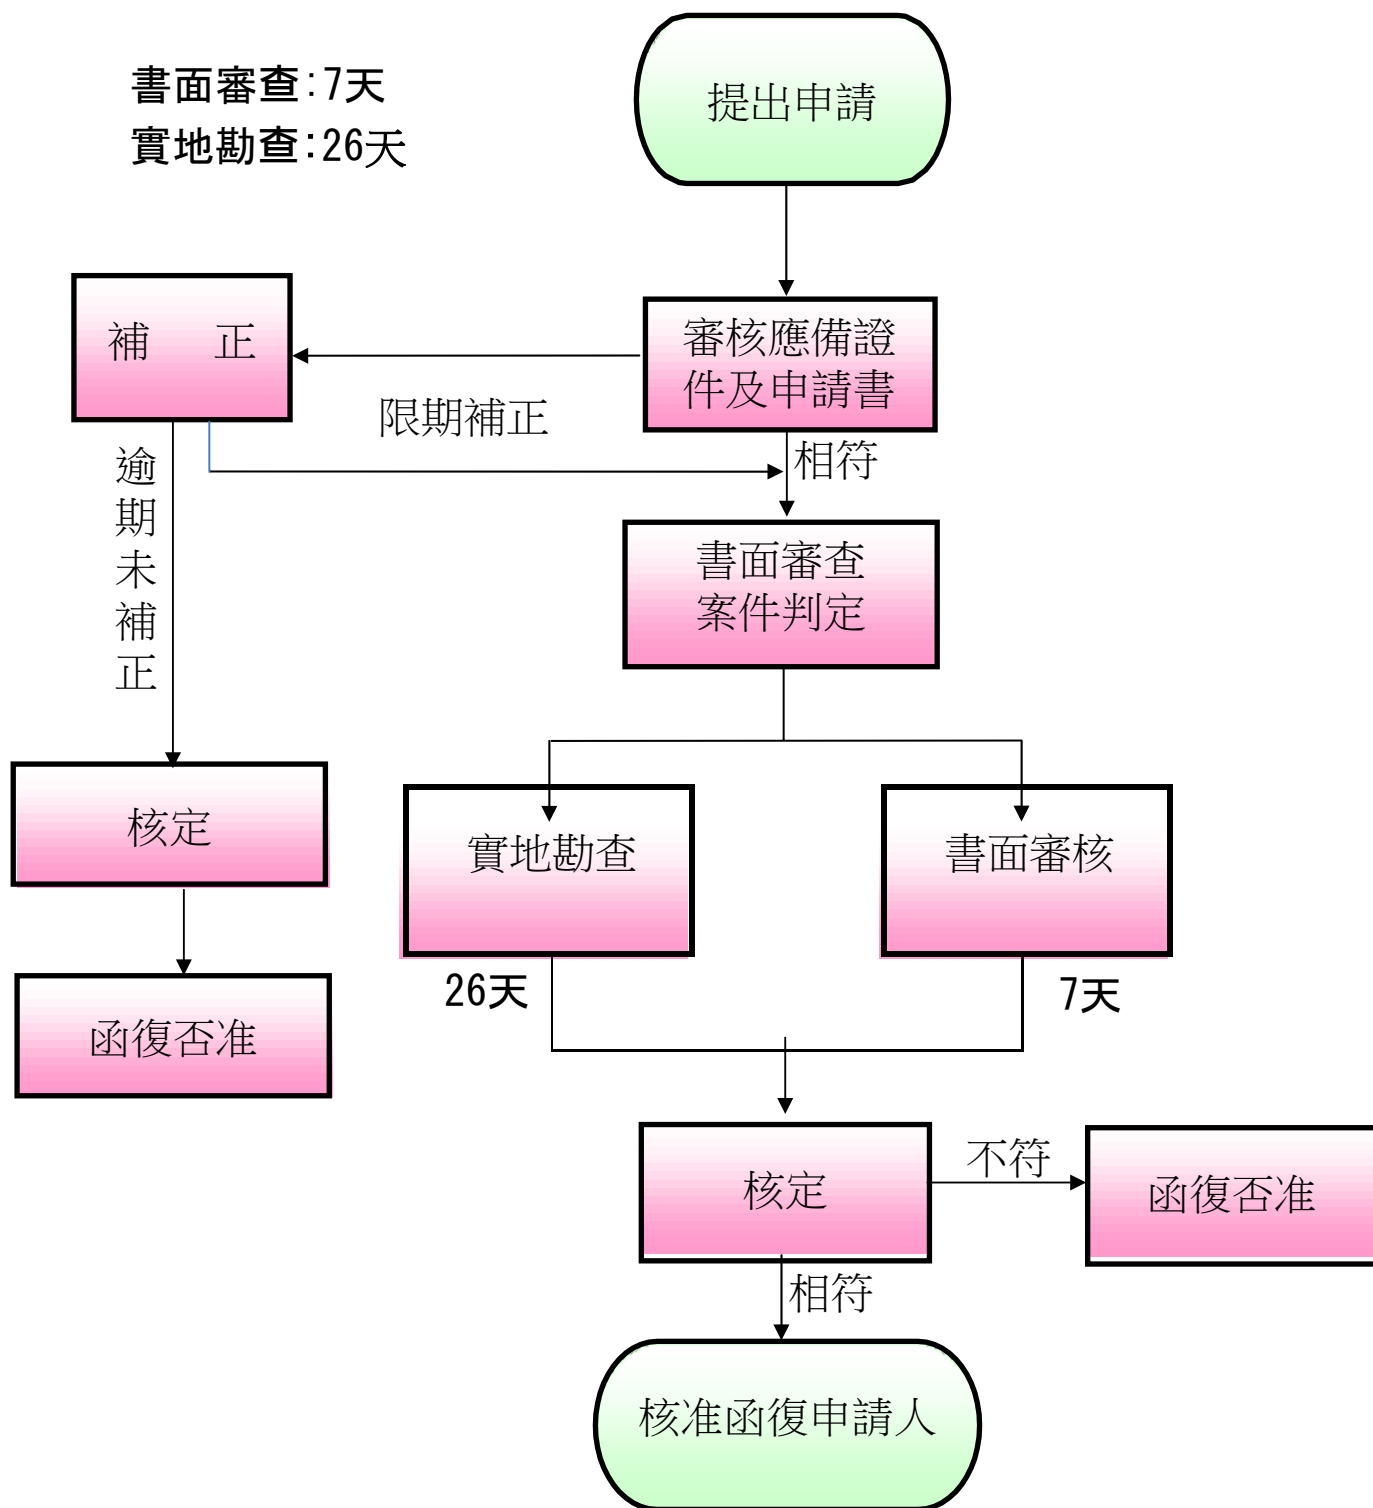 書面審查:7天
實地勘查:26天
提出申請
審核應備證
件及申請書
補 正
限期補正
相符
逾期未補正
書面審查
案件判定
核定
實地勘查
書面審核
26天
7天
函復否准
核定
不符
函復否准
相符
核准函復申請人